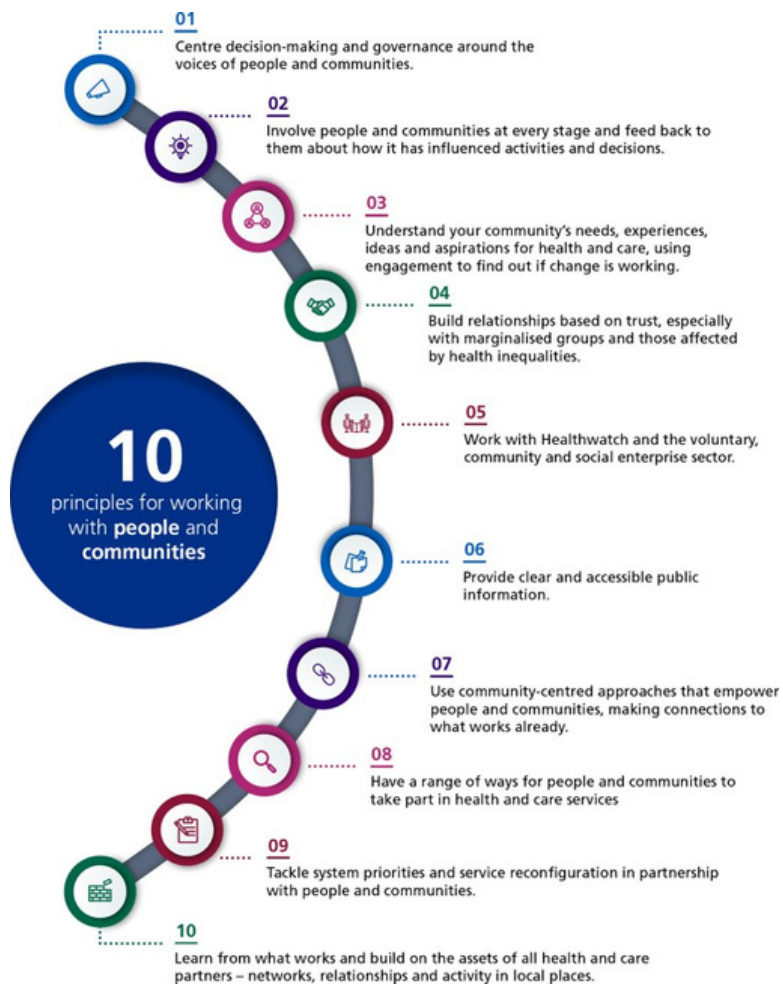 01
Centre decision-making and governance around the
voices of people and communities.
02
Involve people and communities at every stage and feed back to
them about how it has influenced activities and decisions.
03
Understand your community’s needs, experiences,
ideas and aspirations for health and care, using
engagement to find out if change is working.
04
Build relationships based on trust, especially
with marginalised groups and those affected
by health inequalities.
10
principles for working
with people and
communities
05
Work with Healthwatch and the voluntary,
community and social enterprise sector.
06
Provide clear and accessible public
information.
07
Use community-centred approaches that empower
people and communities, making connections to
what works already.
08
Have a range of ways for people and communities to
take part in health and care services
09
Tackle system priorities and service reconfiguration in partnership
with people and communities.
10
Learn from what works and build on the assets of all health and care
partners – networks, relationships and activity in local places.